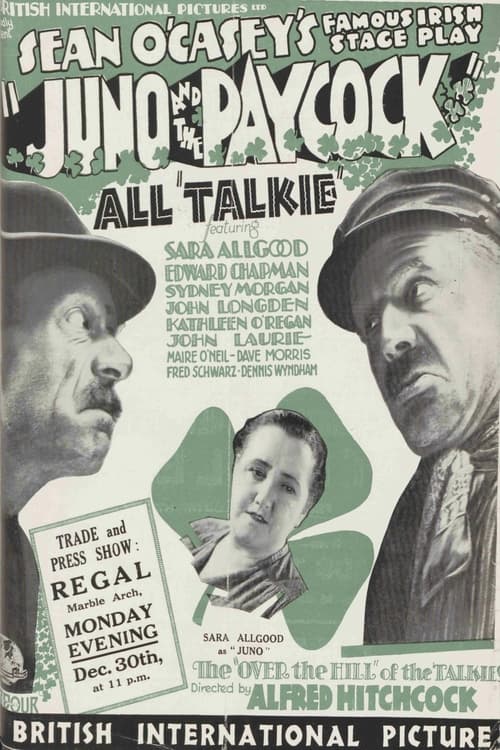 BRITISH INTERNATIONAL PICTURES LTD
SEAN O'CASEY'S FAMOUS IRISH
STAGE PLAY
"JUNO AND THE PAYCOCK"
ALL "TALKIE"
featuring
SARA ALLGOOD
EDWARD CHAPMAN
SYDNEY MORGAN
JOHN LONGDEN
KATHLEEN O'REGAN
JOHN LAURIE
MAIRE O'NEIL - DAVE MORRIS
FRED SCHWARZ - DENNIS WYNDHAM
TRADE and
PRESS SHOW:
REGAL
Marble Arch,
MONDAY
EVENING
Dec. 30th,
at 11 p.m.
SARA ALLGOOD
as "JUNO"
The "OVER the HILL" of the 'TALKIES
Directed by
ALFRED HITCHCOCK
BRITISH INTERNATIONAL PICTURE